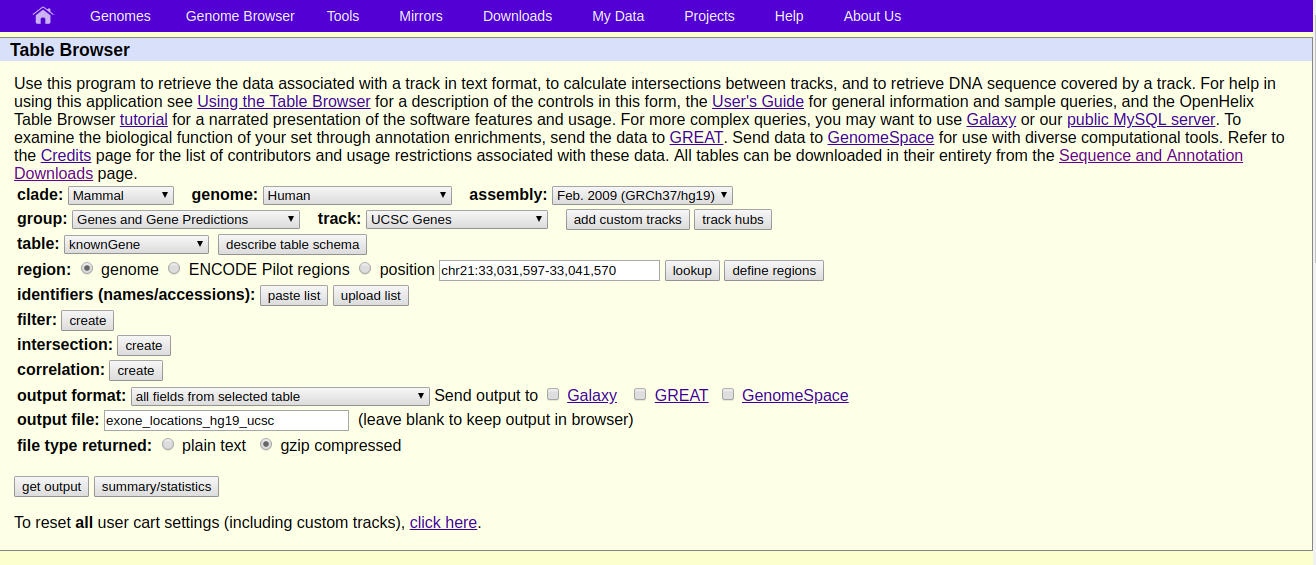 Genomes Genome Browser Tools Mirrors Downloads My Data Projects Help About Us
Table Browser
Use this program to retrieve the data associated with a track in text format, to calculate intersections between tracks, and to retrieve DNA sequence covered by a track. For help in
using this application see Using the Table Browser for a description of the controls in this form, the User's Guide for general information and sample queries, and the OpenHelix
Table Browser tutorial for a narrated presentation of the software features and usage. For more complex queries, you may want to use Galaxy or our public MySQL server. To
examine the biological function of your set through annotation enrichments, send the data to GREAT. Send data to GenomeSpace for use with diverse computational tools. Refer to
the Credits page for the list of contributors and usage restrictions associated with these data. All tables can be downloaded in their entirety from the Sequence and Annotation
Downloads page.
clade: Mammal genome: Human assembly: Feb. 2009 (GRCh37/hg19)
group: Genes and Gene Predictions track: UCSC Genes add custom tracks track hubs
table: knownGene describe table schema
region: genome ENCODE Pilot regions position chr21:33,031,597-33,041,570 lookup define regions
identifiers (names/accessions): paste list upload list
filter: create
intersection: create
correlation: create
output format: all fields from selected table Send output to Galaxy GREAT GenomeSpace
output file: exone_locations_hg19_ucsc (leave blank to keep output in browser)
file type returned: plain text gzip compressed
get output summary/statistics
To reset all user cart settings (including custom tracks), click here.